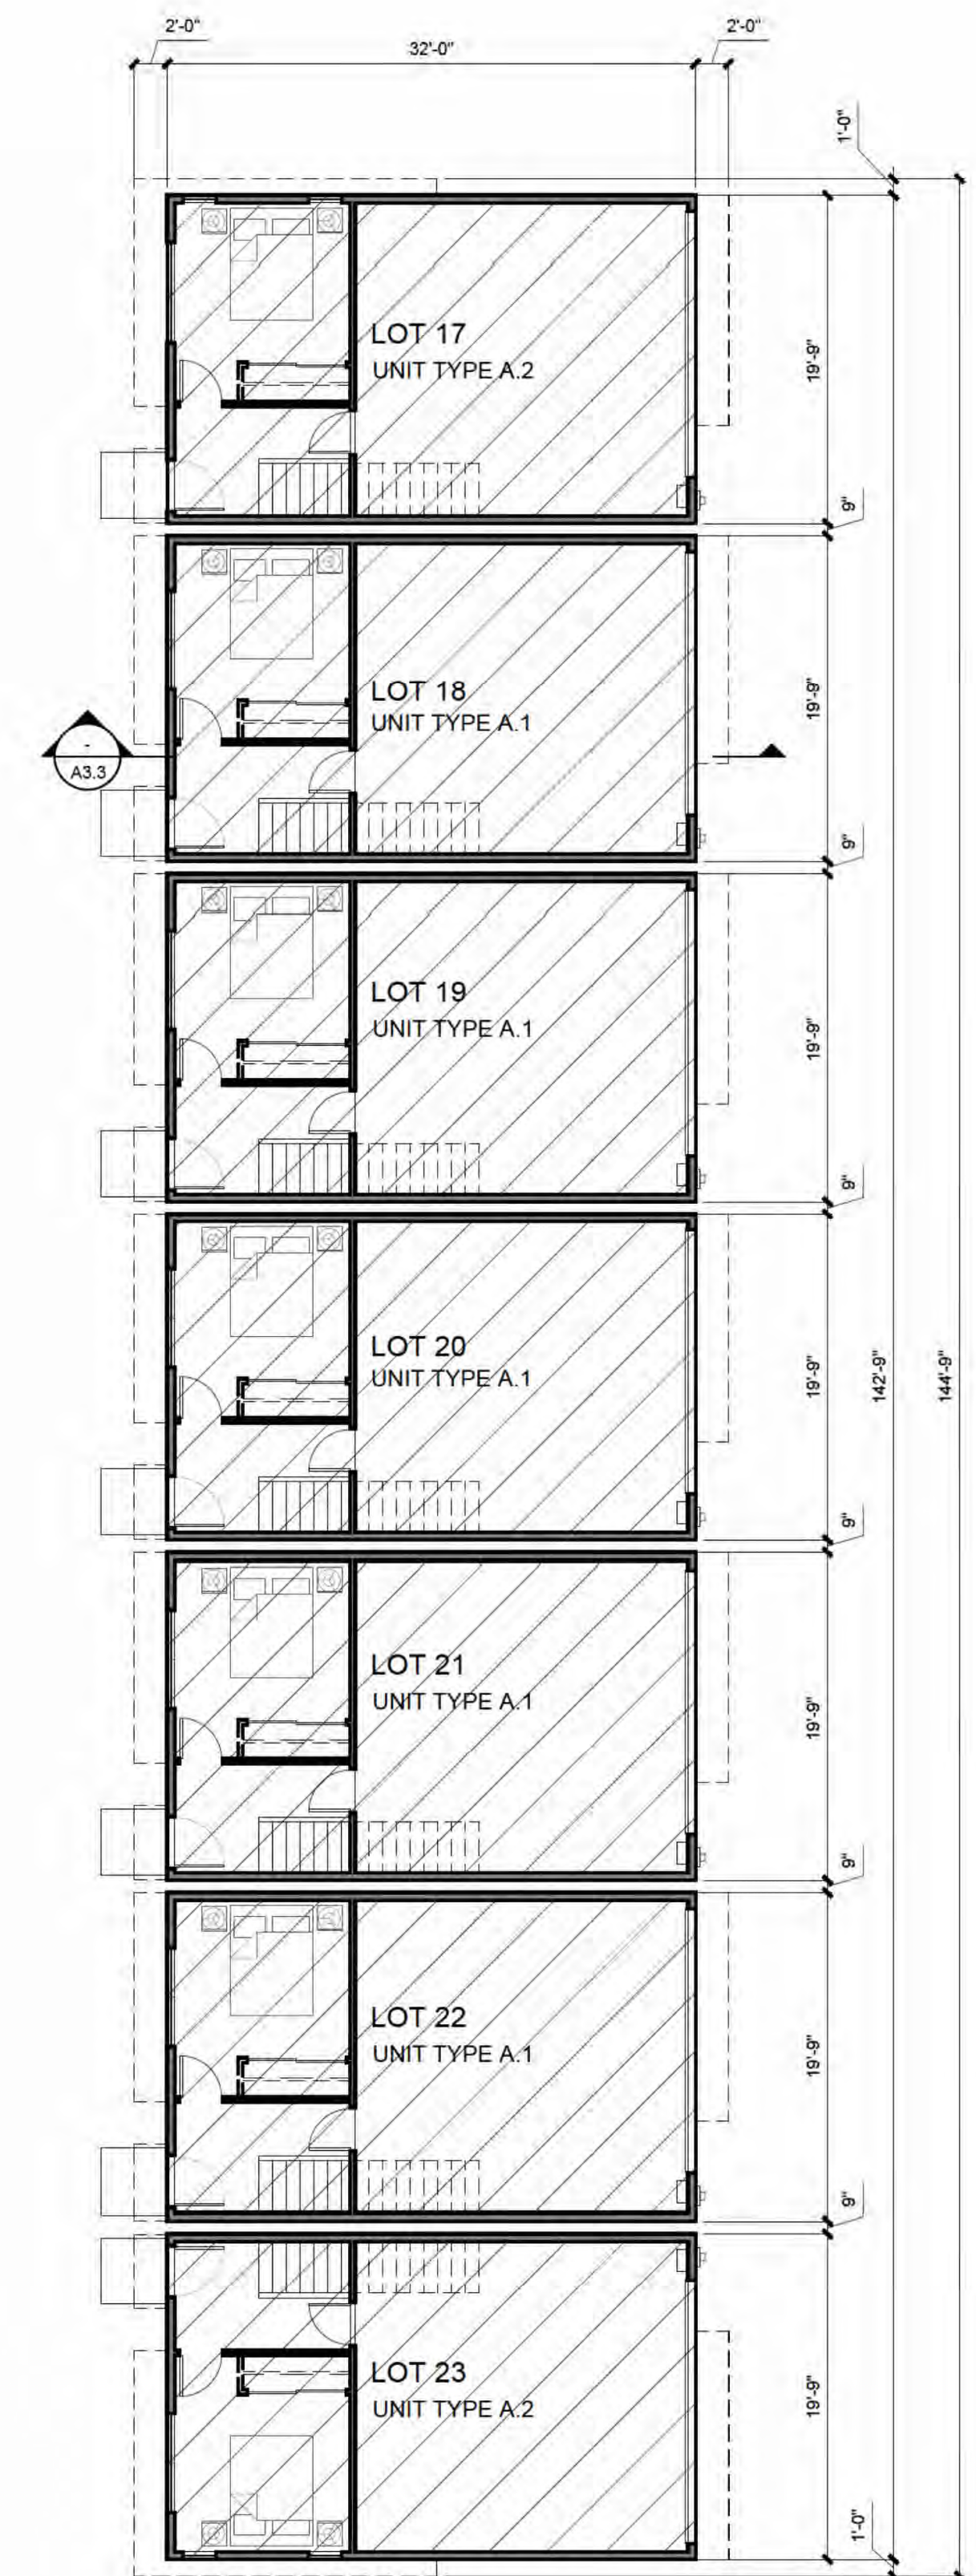 2'-0"
32'-0"
2'-0"
1'-0"
LOT 17
UNIT TYPE A.2
19'-9"
9"
LOT 18
UNIT TYPE A.1
19'-9"
-
A3.3
9"
LOT 19
UNIT TYPE A.1
19'-9"
9"
LOT 20
UNIT TYPE A.1
19'-9"
142'-9"
144'-9"
9"
LOT 21
UNIT TYPE A.1
19'-9"
9"
LOT 22
UNIT TYPE A.1
19'-9"
9"
LOT 23
UNIT TYPE A.2
19'-9"
1'-0"